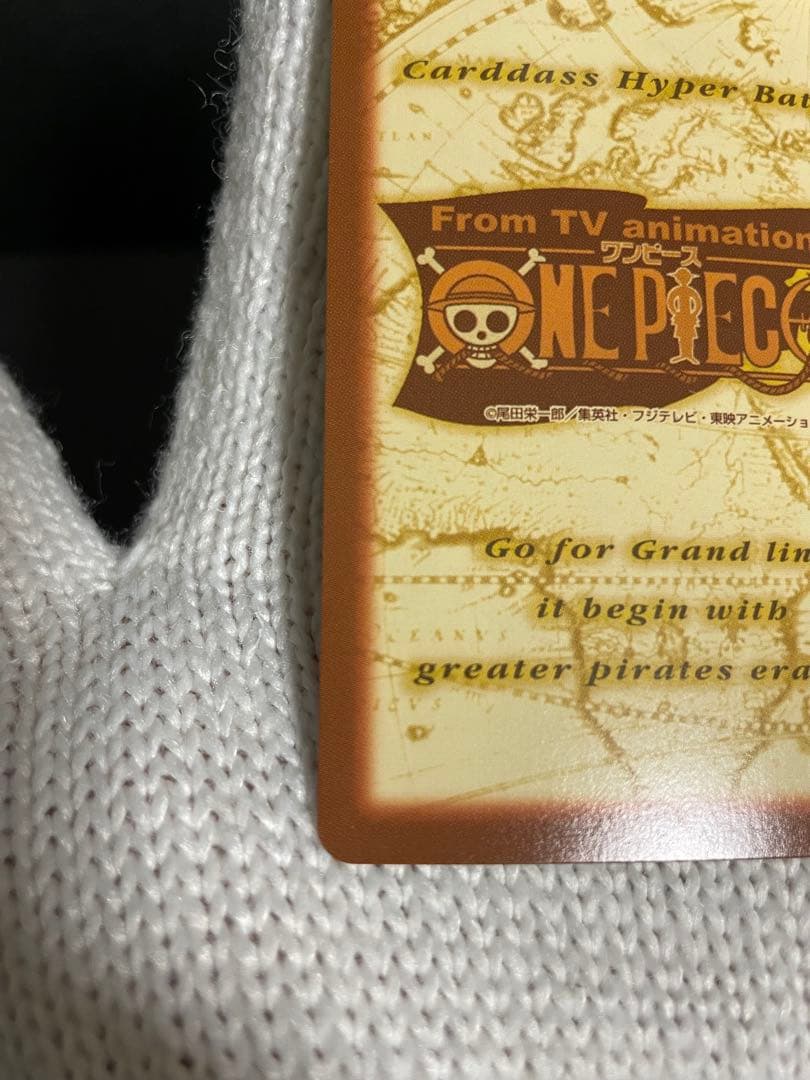 Carddass Hyper Bat
From TV animation
ワンピース
ONE PIEC
©尾田栄一郎／集英社・フジテレビ・東映アニメーショ
Go for Grand lin
it begin with
greater pirates era